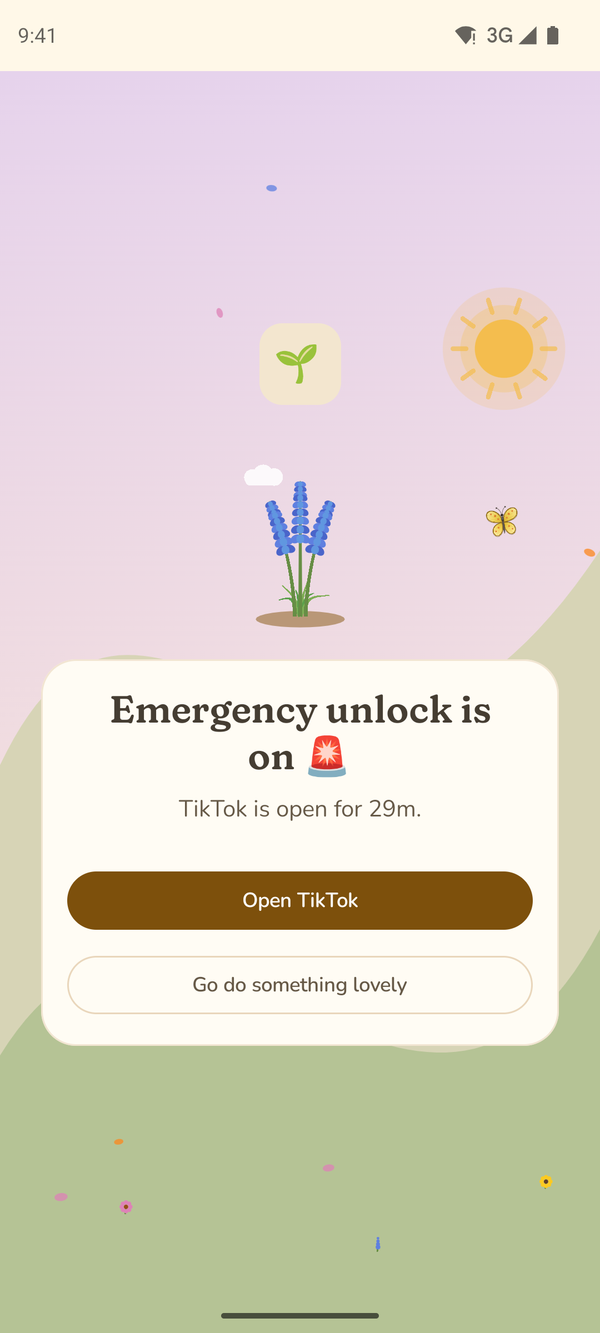 9:41
3G
Emergency unlock is
on 🚨
TikTok is open for 29m.
Open TikTok
Go do something lovely